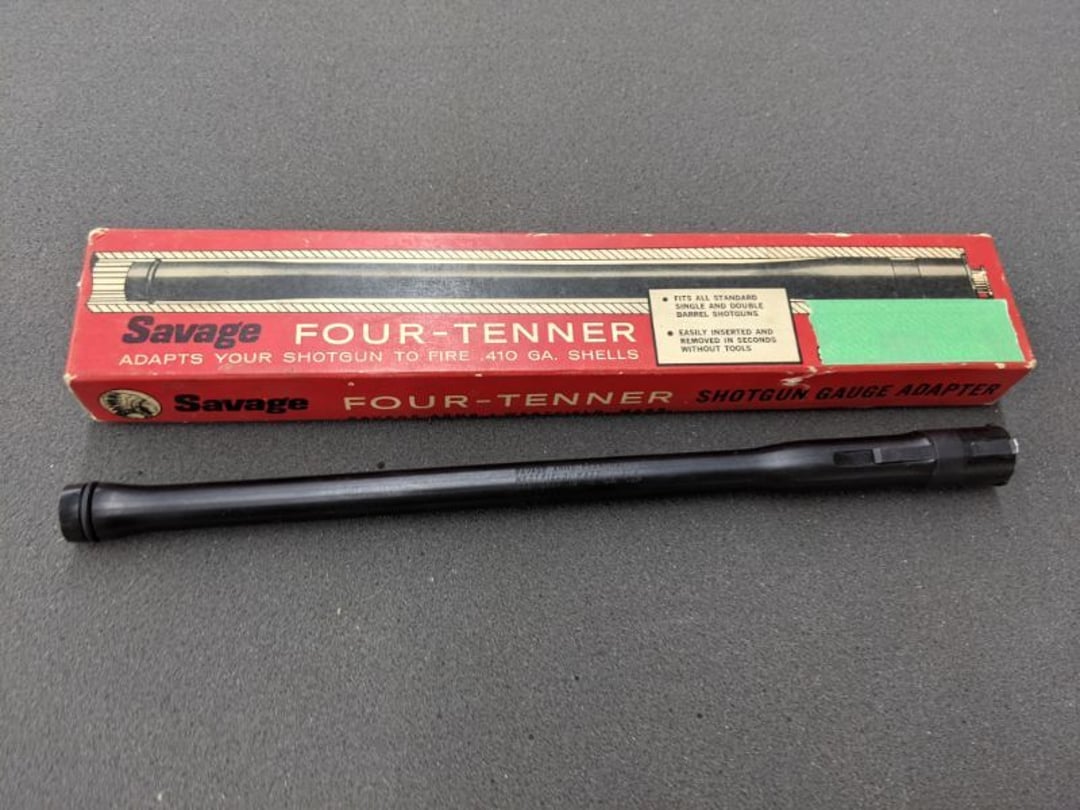 Savage FOUR-TENNER
ADAPTS YOUR SHOTGUN TO FIRE .410 GA. SHELLS
• FITS ALL STANDARD
SINGLE AND DOUBLE
BARREL SHOTGUNS
• EASILY INSERTED AND
REMOVED IN SECONDS
WITHOUT TOOLS
Savage FOUR-TENNER SHOTGUN GAUGE ADAPTER